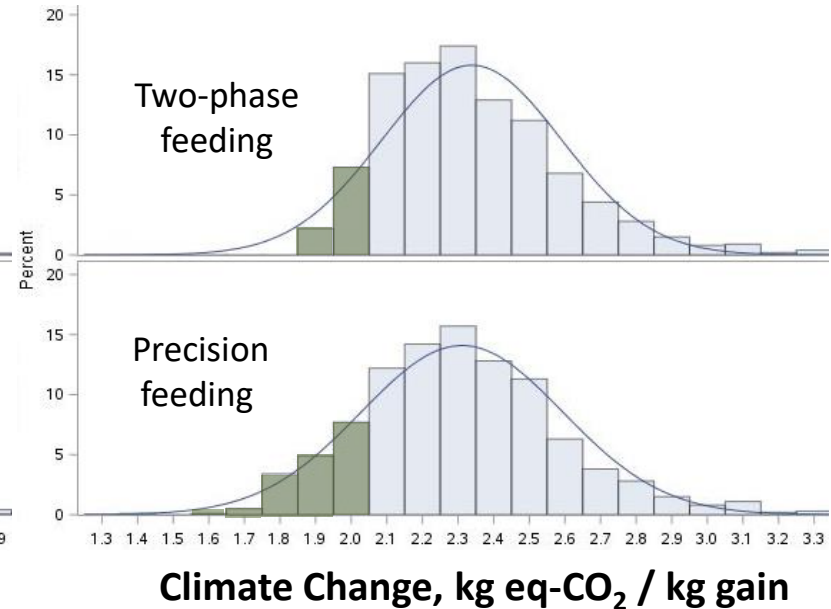 20
15
10
5
0
Two-phase
feeding
Percent
20
15
10
5
0
Precision
feeding
9
1.3 1.4 1.5 1.6 1.7 1.8 1.9 2.0 2.1 2.2 2.3 2.4 2.5 2.6 2.7 2.8 2.9 3.0 3.1 3.2 3.3
Climate Change, kg eq-CO₂ / kg gain